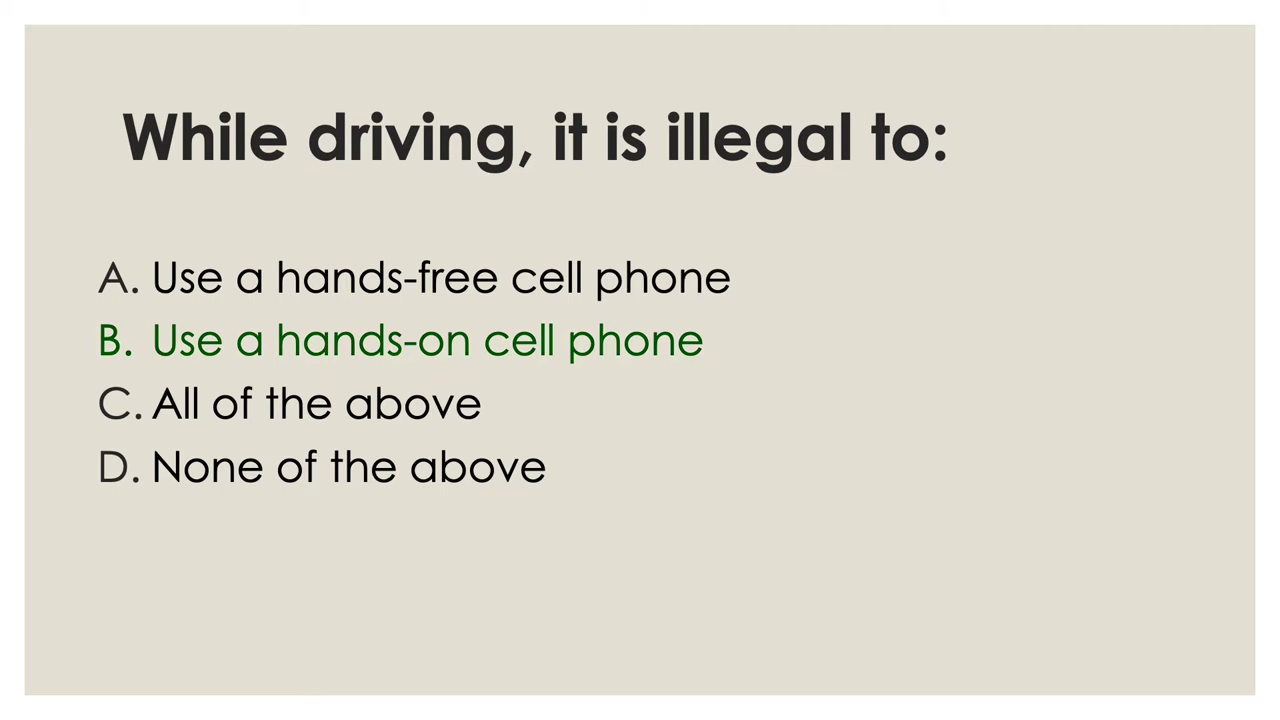 While driving, it is illegal to:
A. Use a hands-free cell phone
B. Use a hands-on cell phone
C. All of the above
D. None of the above